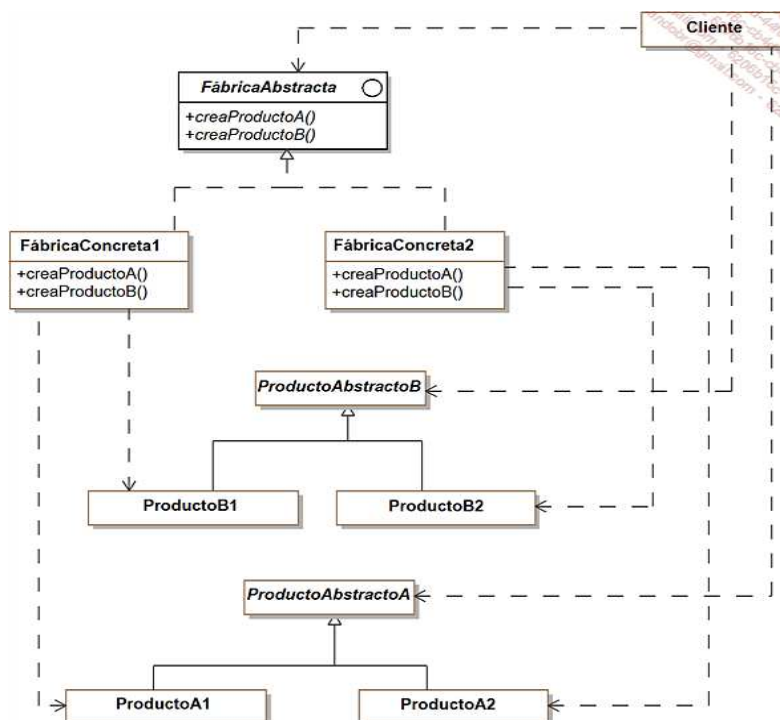 Cliente
FábricaAbstracta
+creaProductoA()
+creaProductoB()
FábricaConcreta1
+creaProductoA()
+creaProductoB()
FábricaConcreta2
+creaProductoA()
+creaProductoB()
ProductoAbstractoB
ProductoB1
ProductoB2
ProductoAbstractoA
ProductoA1
ProductoA2